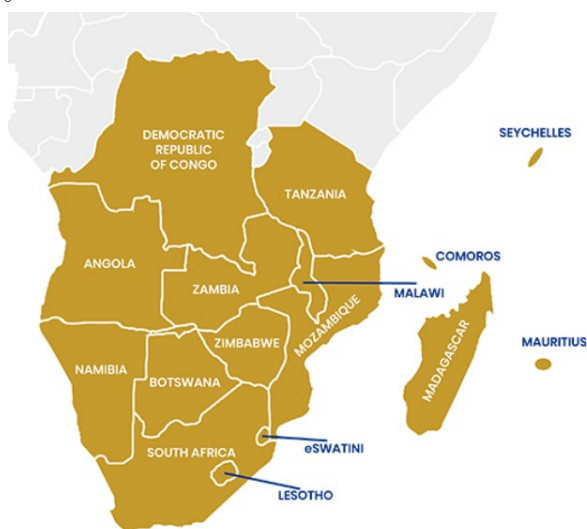 DEMOCRATIC
REPUBLIC
OF CONGO
SEYCHELLES
TANZANIA
COMOROS
ANGOLA
ZAMBIA
MALAWI
MOZAMBIQUE
MADAGASCAR
ZIMBABWE
MAURITIUS
NAMIBIA
BOTSWANA
SOUTH AFRICA
eSWATINI
LESOTHO